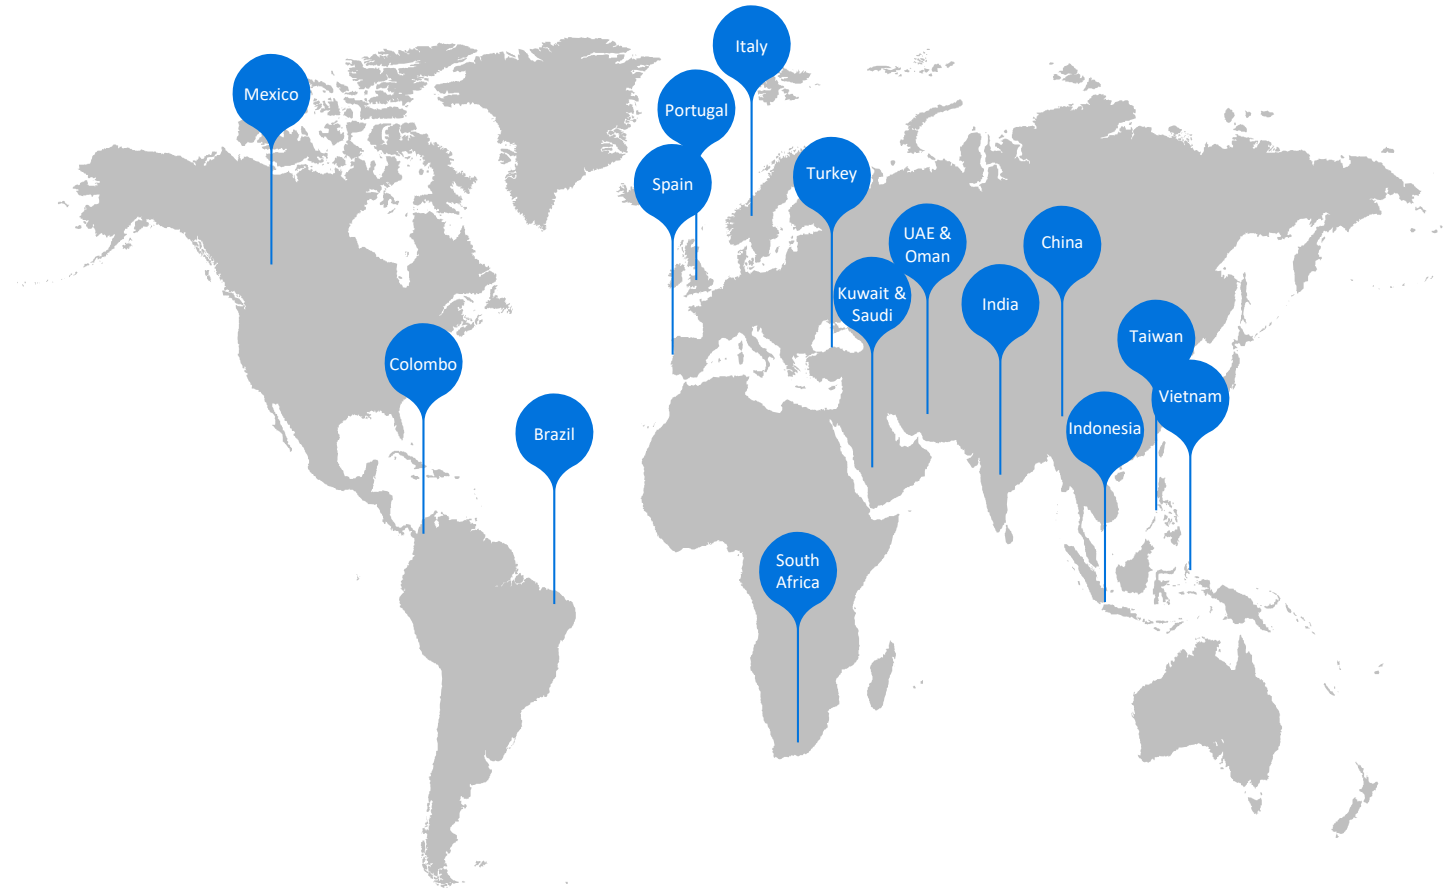 Italy
Mexico
Portugal
Turkey
Spain
UAE &
Oman
China
Kuwait &
Saudi
India
Taiwan
Colombo
Vietnam
Indonesia
Brazil
South
Africa